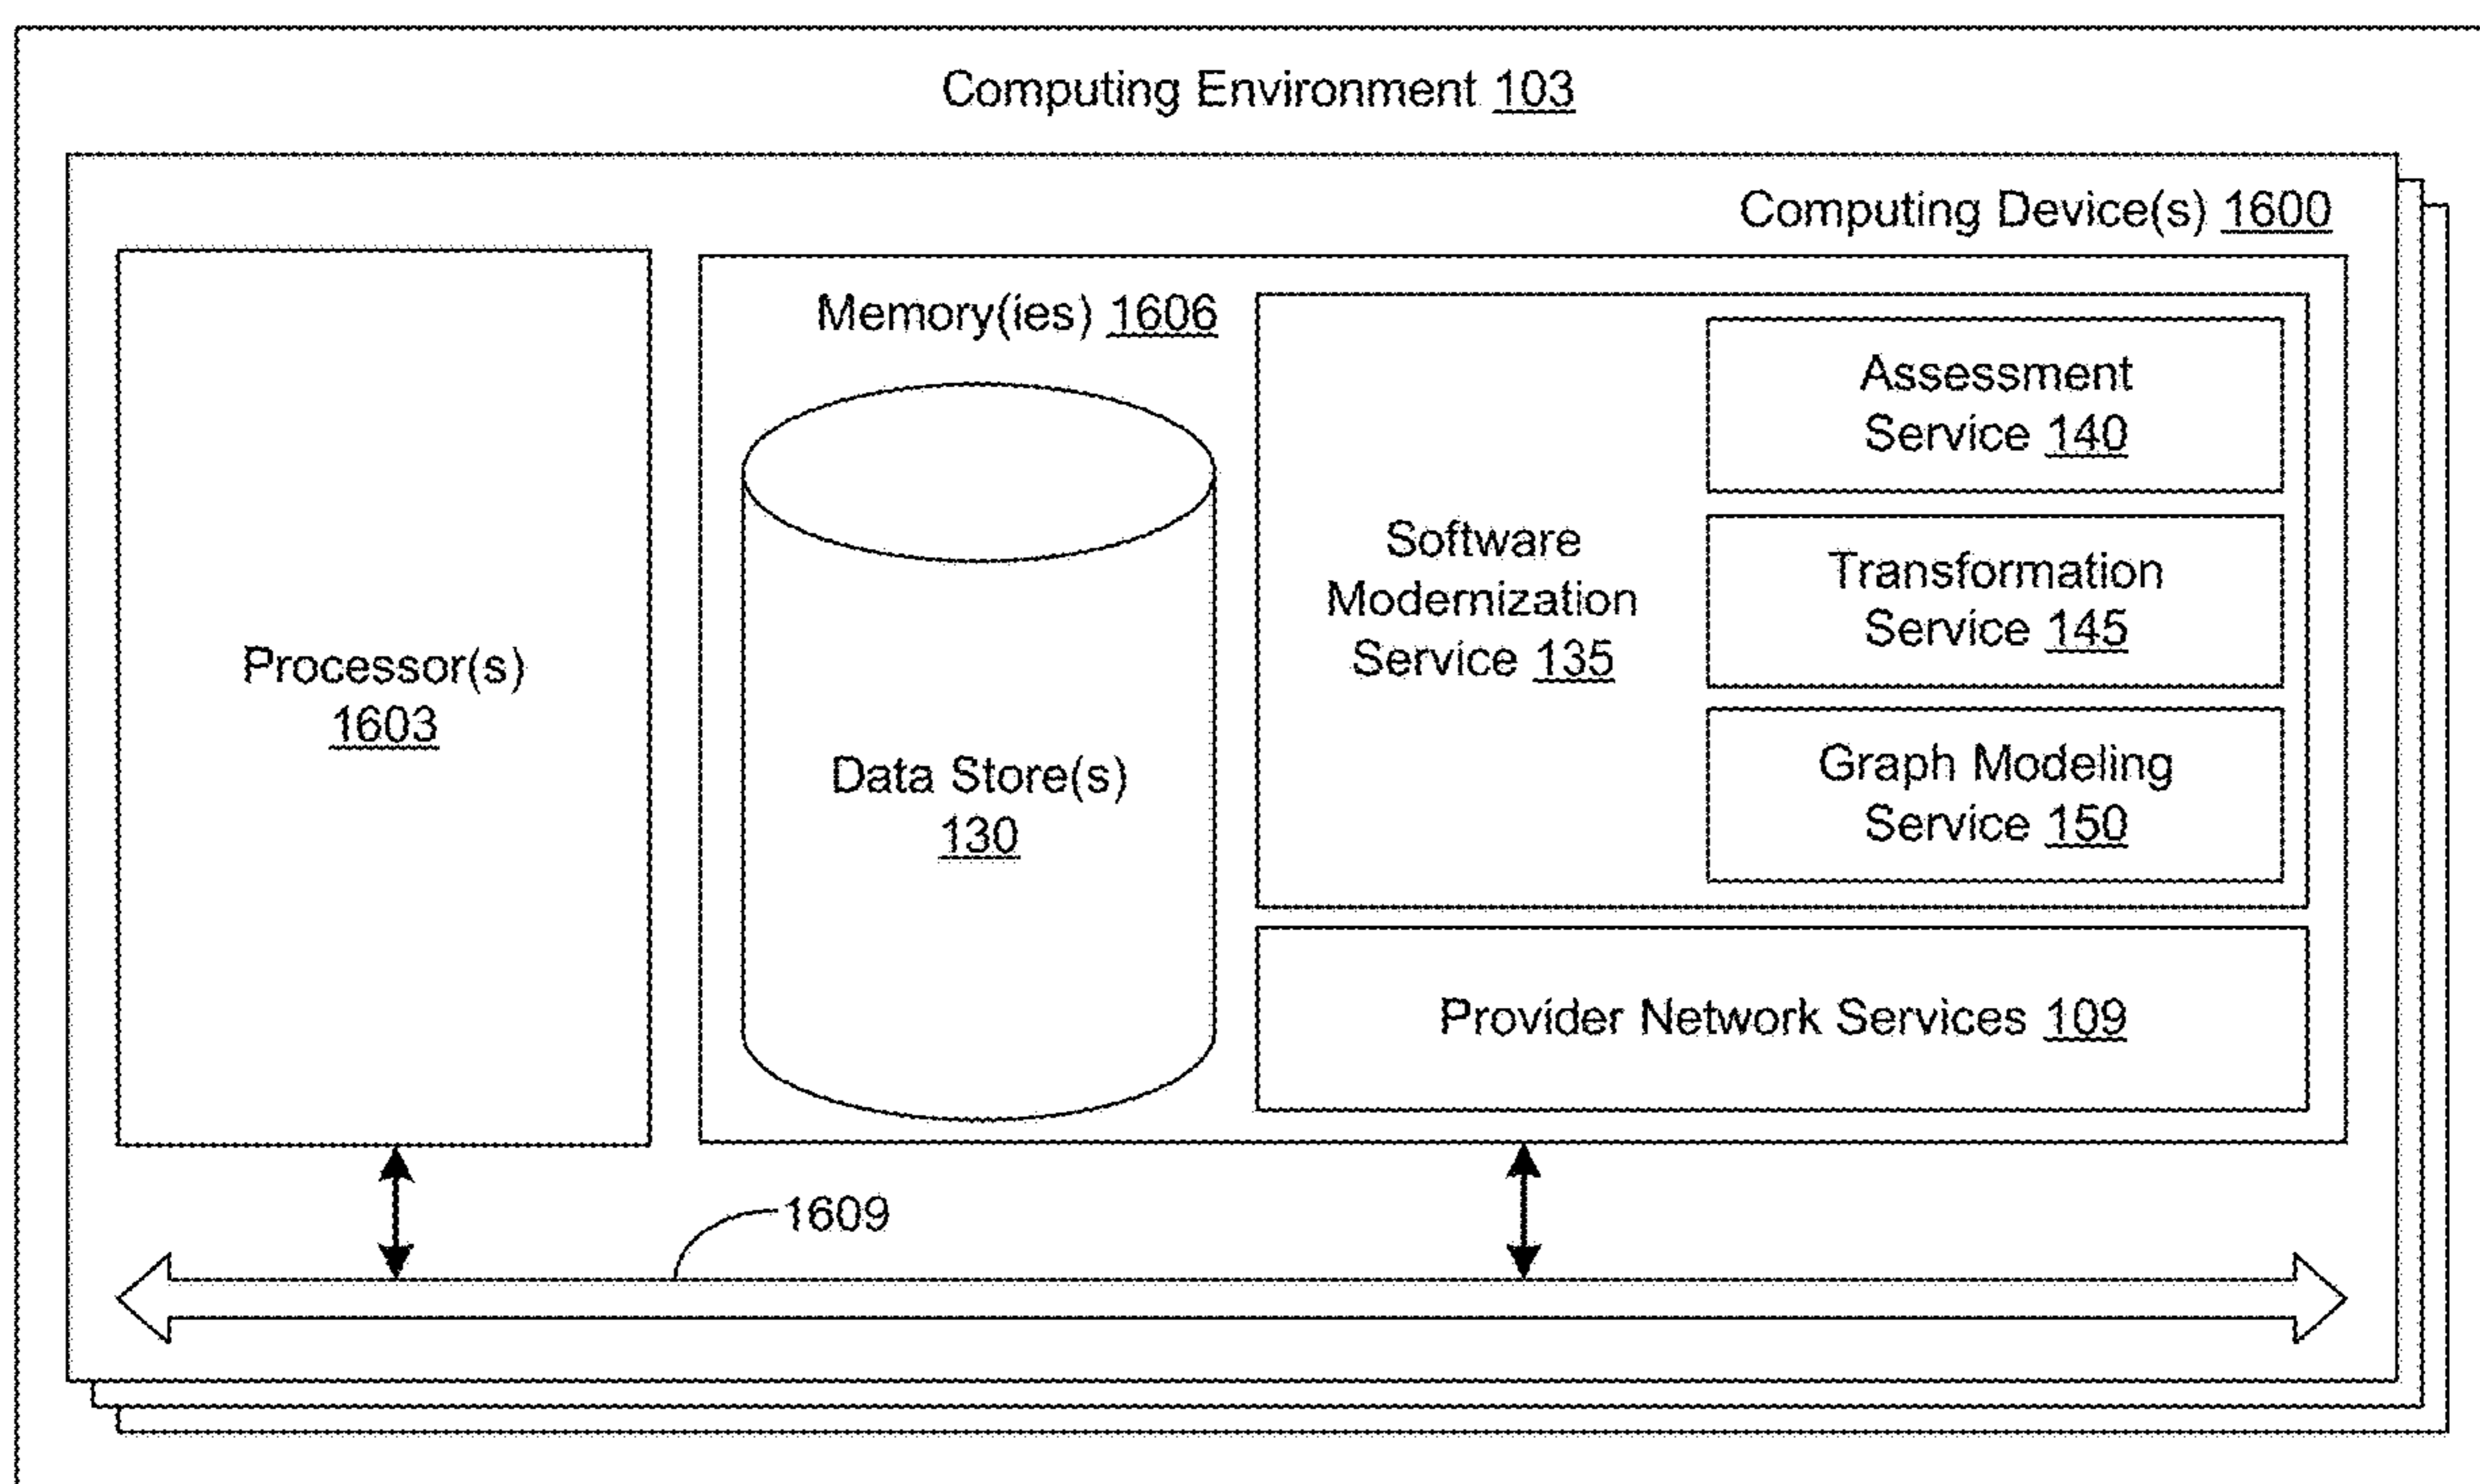 Computing Environment 103
Computing Device(s) 1600
Processor(s)
1603
Memory(ies) 1606
Data Store(s)
130
Software
Modernization
Service 135
Assessment
Service 140
Transformation
Service 145
Graph Modeling
Service 150
Provider Network Services 109
1609